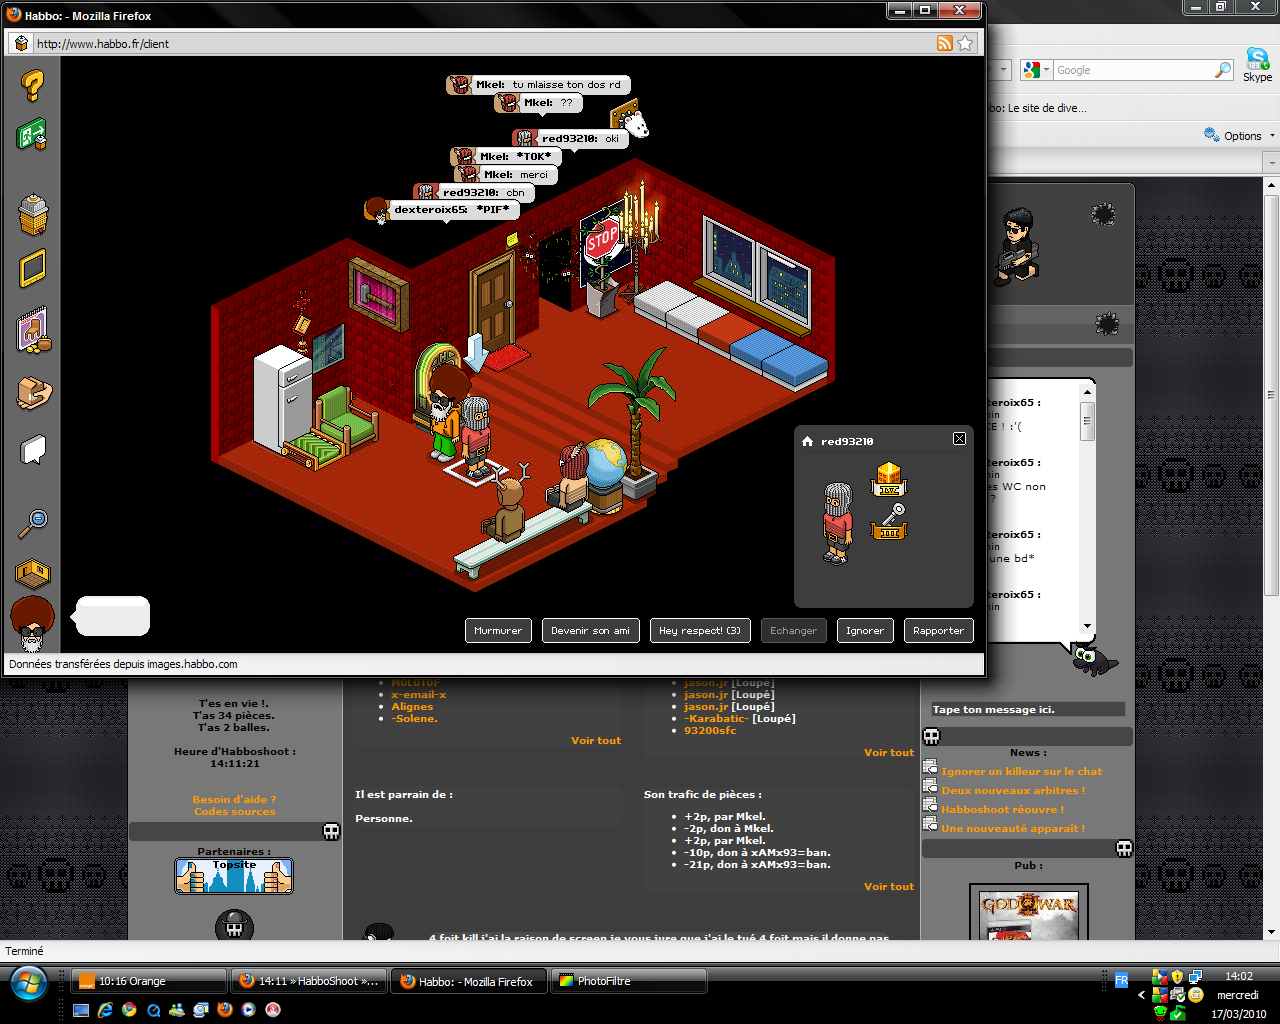 Habbo: - Mozilla Firefox
http://www.habbo.fr/client
Google
Skype
bbo: Le site de dive...
Options
Mkel: tu mlaisse ton dos rd
Mkel: ??
red93210: oki
Mkel: *TOK*
Mkel: merci
red93210: cbn
dexteroix65: *PIF*
STOP
red93210
Murmurer
Devenir son ami
Hey respect! (3)
Echanger
Ignorer
Rapporter
Données transférées depuis images.habbo.com
teroix65 :
min
CE ! :'(
teroix65 :
min
es WC non
?
teroix65 :
min
une bd*
teroix65 :
min
Tape ton message ici.
T'es en vie !.
T'as 34 pièces.
T'as 2 balles.
Heure d'Habboshoot :
14:11:21
Besoin d'aide ?
Codes sources
Partenaires :
Topsite
MOLOTOF
x-email-x
Alignes
-Solene.
Voir tout
jason.jr [Loupé]
jason.jr [Loupé]
jason.jr [Loupé]
-Karabatic- [Loupé]
93200sfc
Voir tout
Il est parrain de :
Personne.
Son trafic de pièces :
+2p, par Mkel.
-2p, don à Mkel.
+2p, par Mkel.
-10p, don à xAMx93=ban.
-21p, don à xAMx93=ban.
Voir tout
4 foit kill j'ai la raison de screen je vous jure que j'ai le tué 4 foit mais il donne pas
News :
Ignorer un killeur sur le chat
Deux nouveaux arbitres !
Habboshoot réouvre !
Une nouveauté apparaît !
Pub :
GOD OF WAR
Terminé
10:16 Orange
14:11 » HabboShoot »...
Habbo: - Mozilla Firefox
PhotoFiltre
FR
14:02
mercredi
17/03/2010